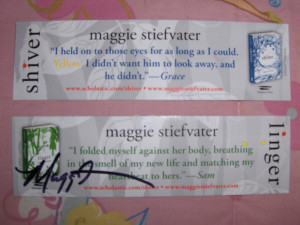 shiver
maggie stiefvater
"I held on to those eyes for as long as I could.
Yellow. I didn't want him to look away, and
he didn't."—Grace
www.scholastic.com/shiver • www.maggiestiefvater.com
linger
maggie stiefvater
"I folded myself against her body, breathing
in the smell of my new life and matching my
heartbeat to hers."—Sam
www.scholastic.com/shiver • www.maggiestiefvater.com
Maggie